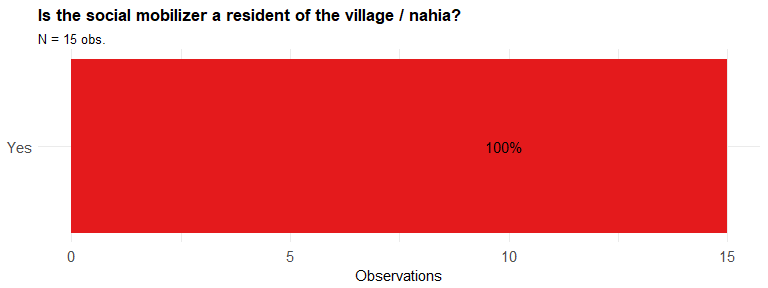 Is the social mobilizer a resident of the village / nahia?
N = 15 obs.
Yes
100%
0 5 10 15
Observations